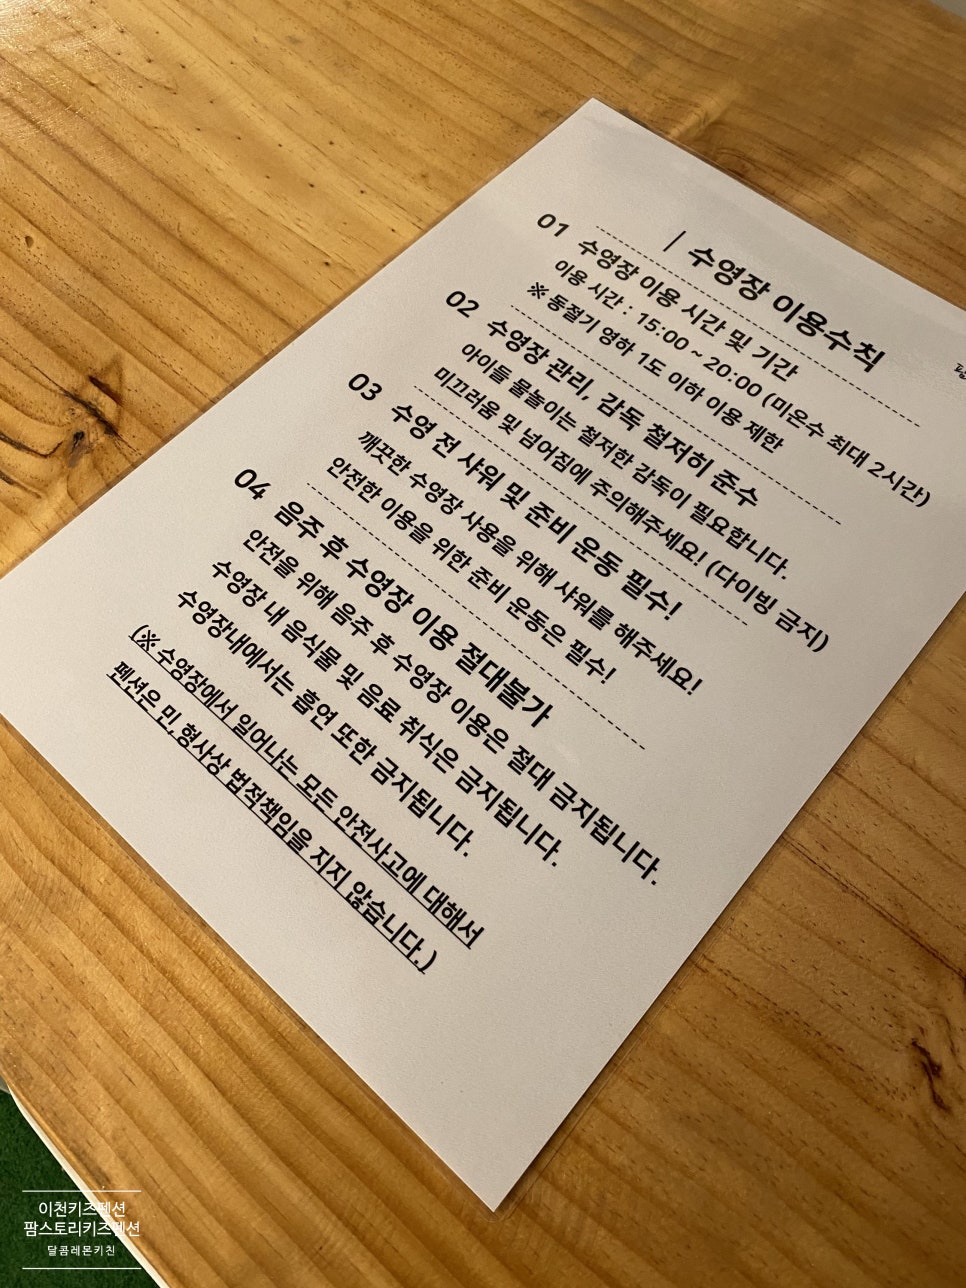 | 수영장 이용수칙
01 수영장 이용 시간 및 기간
이용 시간 : 15:00 ~ 20:00 (미온수 최대 2시간)
※ 동절기 영하 1도 이하 이용 제한
02 수영장 관리, 감독 철저히 준수
아이들 물놀이는 철저한 감독이 필요합니다.
미끄러움 및 넘어짐에 주의해주세요! (다이빙 금지)
03 수영 전 샤워 및 준비 운동 필수!
깨끗한 수영장 사용을 위해 샤워를 해주세요!
안전한 이용을 위한 준비 운동은 필수!
04 음주 후 수영장 이용 절대불가
안전을 위해 음주 후 수영장 이용은 절대 금지됩니다.
수영장 내 음식물 및 음료 취식은 금지됩니다.
수영장내에서는 흡연 또한 금지됩니다.
(※수영장에서 일어나는 모든 안전사고에 대해서
펜션은 민,형사상 법적책임을 지지 않습니다.)
이천키즈펜션
팜스토리키즈펜션
달콤레몬키친